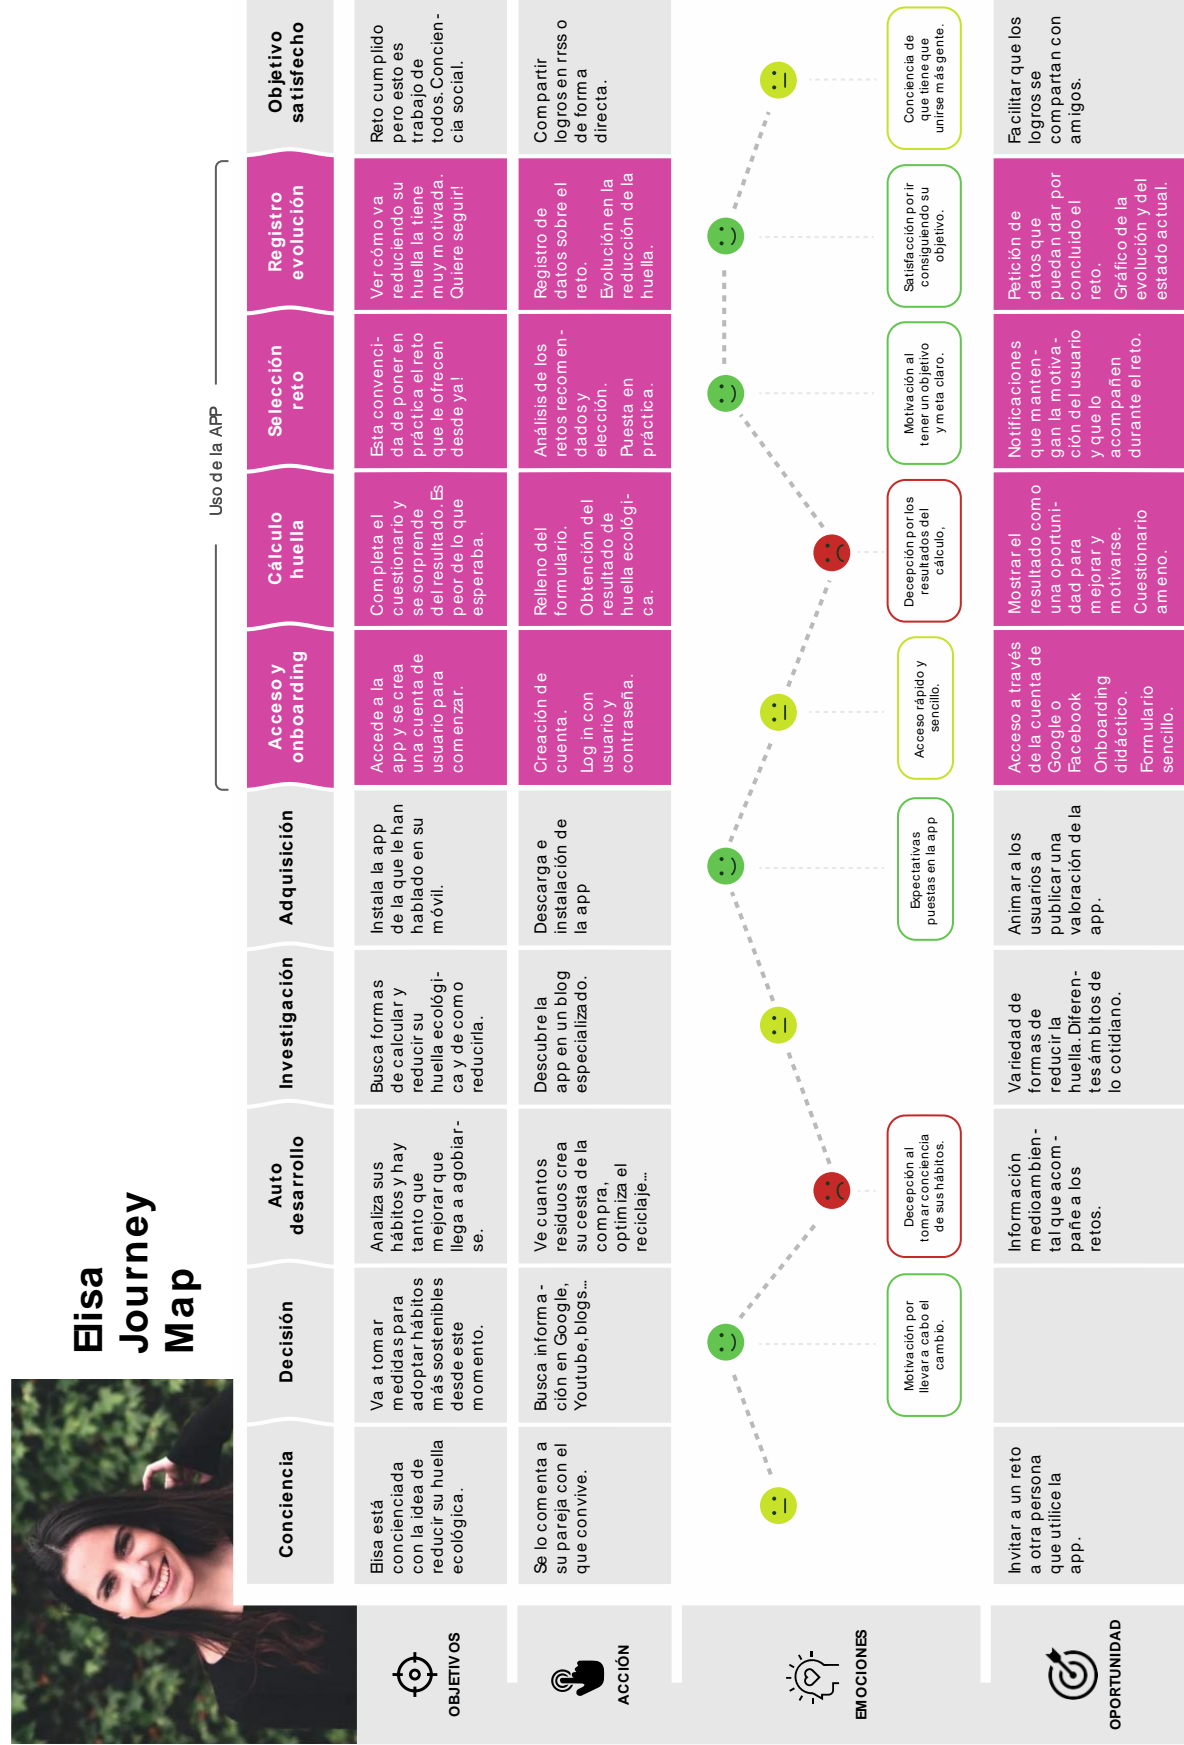 Elisa
Journey
Map
Uso de la APP
Conciencia
Decisión
Auto
desarrollo
Investigación
Adquisición
Acceso y
onboarding
Cálculo
huella
Selección
reto
Registro
evolución
Objetivo
satisfecho
OBJETIVOS
Elisa está
concienciada
con la idea de
reducir su huella
ecológica.
Va a tomar
medidas para
adoptar hábitos
más sostenibles
desde este
momento.
Analiza sus
hábitos y hay
tanto que
mejorar que
llega a agobiar-
se.
Busca formas
de calcular y
reducir su
huella ecológi-
ca y de como
reducirla.
Instala la app
de la que le han
hablado en su
móvil.
Accede a la
app y se crea
una cuenta de
usuario para
comenzar.
Completa el
cuestionario y
se sorprende
del resultado. Es
peor de lo que
esperaba.
Esta convenci-
da de poner en
práctica el reto
que le ofrecen
desde ya!
Ver cómo va
reduciendo su
huella la tiene
muy motivada.
Quiere seguir!
Reto cumplido
pero esto es
trabajo de
todos. Concien-
cia social.
ACCIÓN
Se lo comenta a
su pareja con el
que convive.
Busca informa-
ción en Google,
Youtube, blogs...
Ve cuantos
residuos crea
su cesta de la
compra,
optimiza el
reciclaje...
Descubre la
app en un blog
especializado.
Descarga e
instalación de
la app
Creación de
cuenta.
Log in con
usuario y
contraseña.
Relleno del
formulario.
Obtención del
resultado de
huella ecológi-
ca.
Análisis de los
retos recomen-
dados y
elección.
Puesta en
práctica.
Registro de
datos sobre el
reto.
Evolución en la
reducción de la
huella.
Compartir
logros en rrss o
de forma
directa.
EMOCIONES
Motivación por
llevar a cabo el
cambio.
Decepción al
tomar conciencia
de sus hábitos.
Expectativas
puestas en la app
Acceso rápido y
sencillo.
Decepción por los
resultados del
cálculo,
Motivación al
tener un objetivo
y meta claro.
Satisfacción por ir
consiguiendo su
objetivo.
Conciencia de
que tiene que
unirse más gente.
OPORTUNIDAD
Invitar a un reto
a otra persona
que utilice la
app.
Información
medioambien-
tal que acom-
pañe a los
retos.
Variedad de
formas de
reducir la
huella. Diferen-
tes ámbitos de
lo cotidiano.
Animar a los
usuarios a
publicar una
valoración de la
app.
Acceso a través
de la cuenta de
Google o
Facebook
Onboarding
didáctico.
Formulario
sencillo.
Mostrar el
resultado como
una oportuni-
dad para
mejorar y
motivarse.
Cuestionario
ameno.
Notificaciones
que manten-
gan la motiva-
ción del usuario
y que lo
acompañen
durante el reto.
Petición de
datos que
puedan dar por
concluido el
reto.
Gráfico de la
evolución y del
estado actual.
Facilitar que los
logros se
compartan con
amigos.